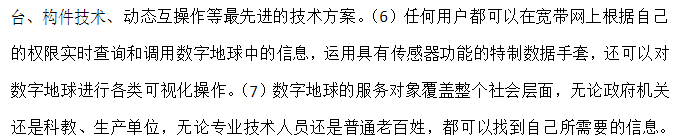 台、构件技术、动态互操作等最先进的技术方案。（6）任何用户都可以在宽带网上根据自己
的权限实时查询和调用数字地球中的信息，运用具有传感器功能的特制数据手套，还可以对
数字地球进行各类可视化操作。（7）数字地球的服务对象覆盖整个社会层面，无论政府机关
还是科教、生产单位，无论专业技术人员还是普通老百姓，都可以找到自己所需要的信息。